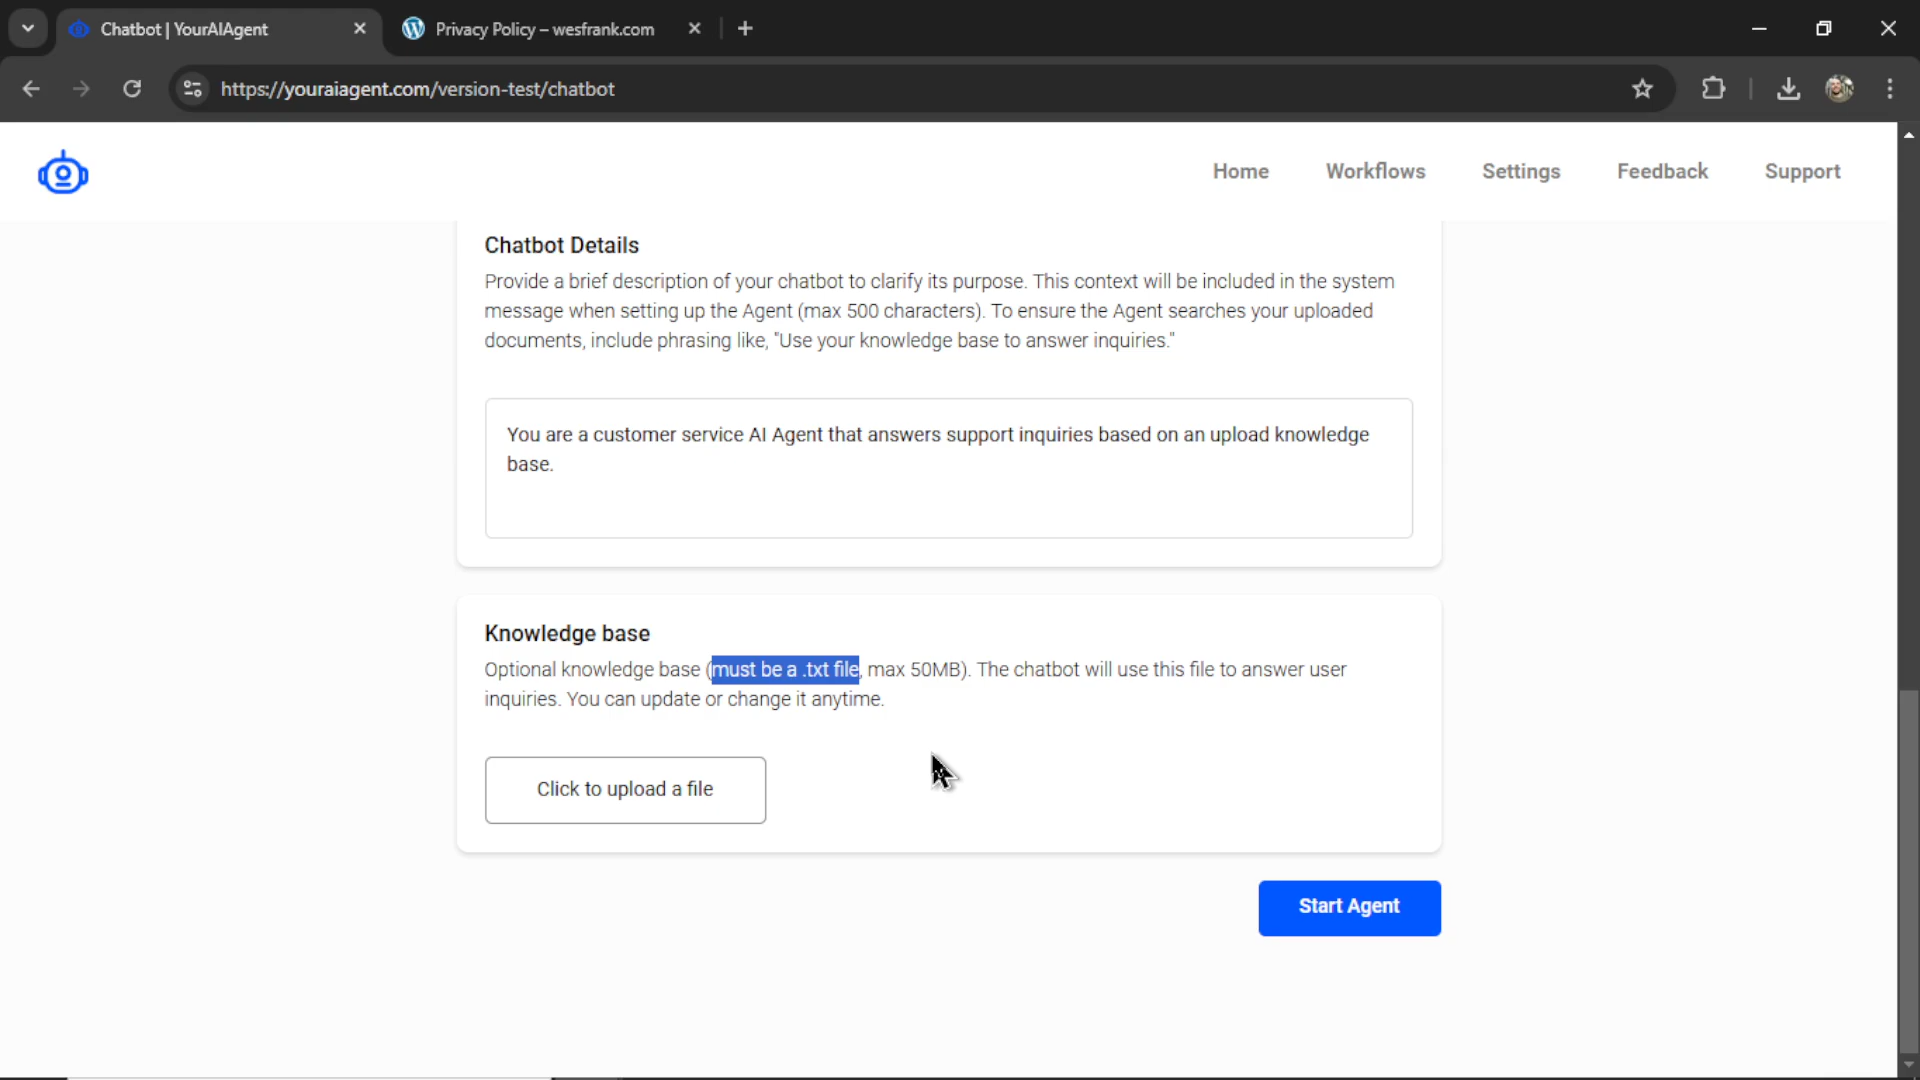 Chatbot | YourAIAgent
Privacy Policy – wesfrank.com
https://youraiagent.com/version-test/chatbot
Home
Workflows
Settings
Feedback
Support
Chatbot Details
Provide a brief description of your chatbot to clarify its purpose. This context will be included in the system
message when setting up the Agent (max 500 characters). To ensure the Agent searches your uploaded
documents, include phrasing like, "Use your knowledge base to answer inquiries."
You are a customer service AI Agent that answers support inquiries based on an upload knowledge
base.
Knowledge base
Optional knowledge base (must be a .txt file, max 50MB). The chatbot will use this file to answer user
inquiries. You can update or change it anytime.
Click to upload a file
Start Agent